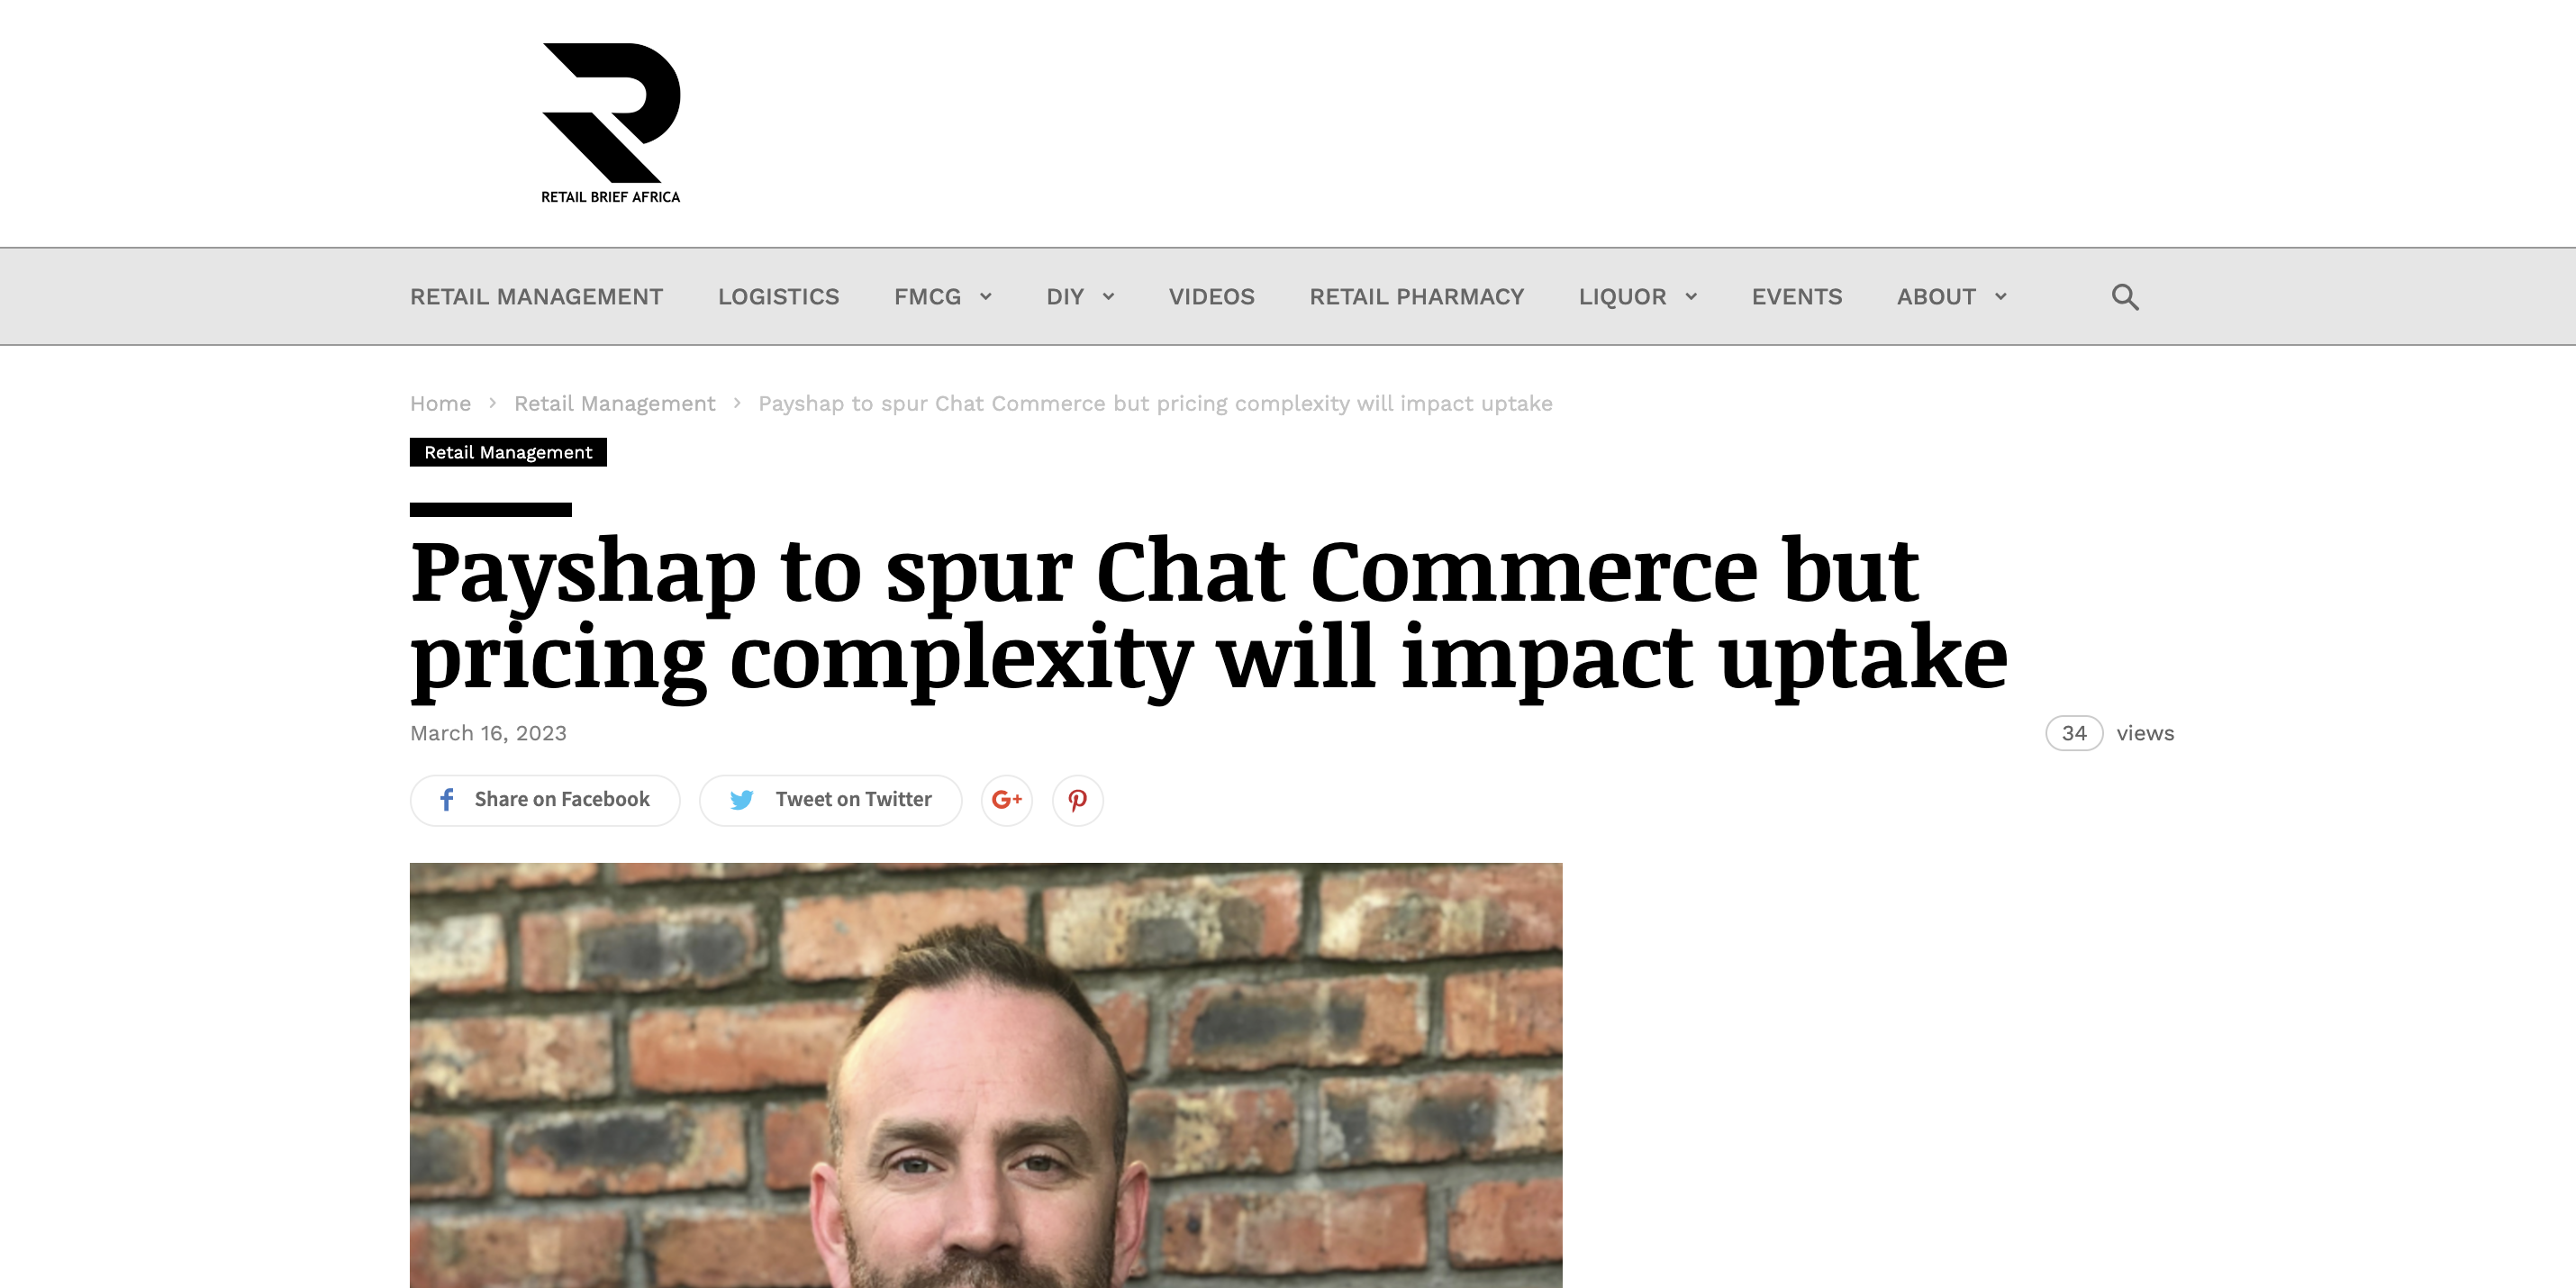 RETAIL BRIEF AFRICA
RETAIL MANAGEMENT LOGISTICS FMCG DIY VIDEOS RETAIL PHARMACY LIQUOR EVENTS ABOUT
Home > Retail Management > Payshap to spur Chat Commerce but pricing complexity will impact uptake
Retail Management
Payshap to spur Chat Commerce but
pricing complexity will impact uptake
March 16, 2023 34 views
Share on Facebook Tweet on Twitter G+